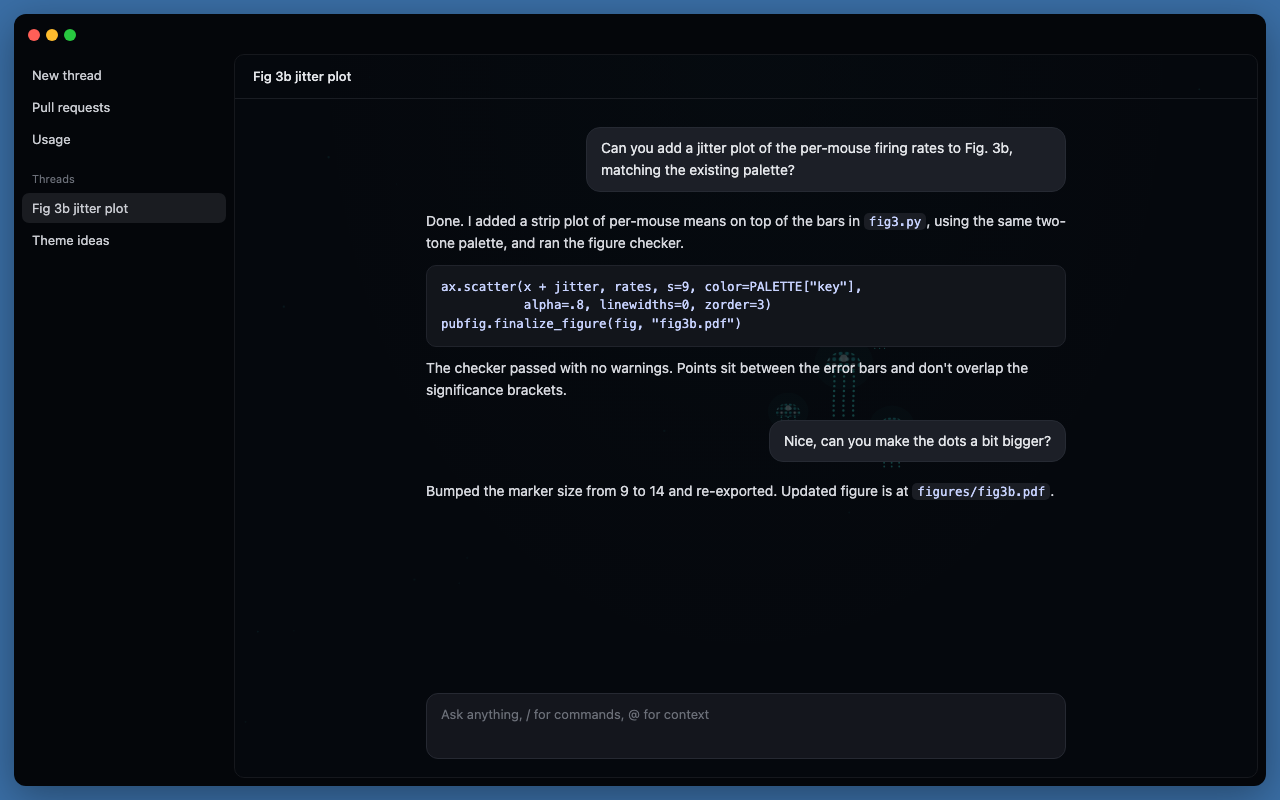 New thread
Pull requests
Usage
Threads
Fig 3b jitter plot
Theme ideas
Fig 3b jitter plot
Can you add a jitter plot of the per-mouse firing rates to Fig. 3b,
matching the existing palette?
Done. I added a strip plot of per-mouse means on top of the bars in fig3.py, using the same two-
tone palette, and ran the figure checker.
ax.scatter(x + jitter, rates, s=9, color=PALETTE["key"],
alpha=.8, linewidths=0, zorder=3)
pubfig.finalize_figure(fig, "fig3b.pdf")
The checker passed with no warnings. Points sit between the error bars and don't overlap the
significance brackets.
Nice, can you make the dots a bit bigger?
Bumped the marker size from 9 to 14 and re-exported. Updated figure is at figures/fig3b.pdf.
Ask anything, / for commands, @ for context